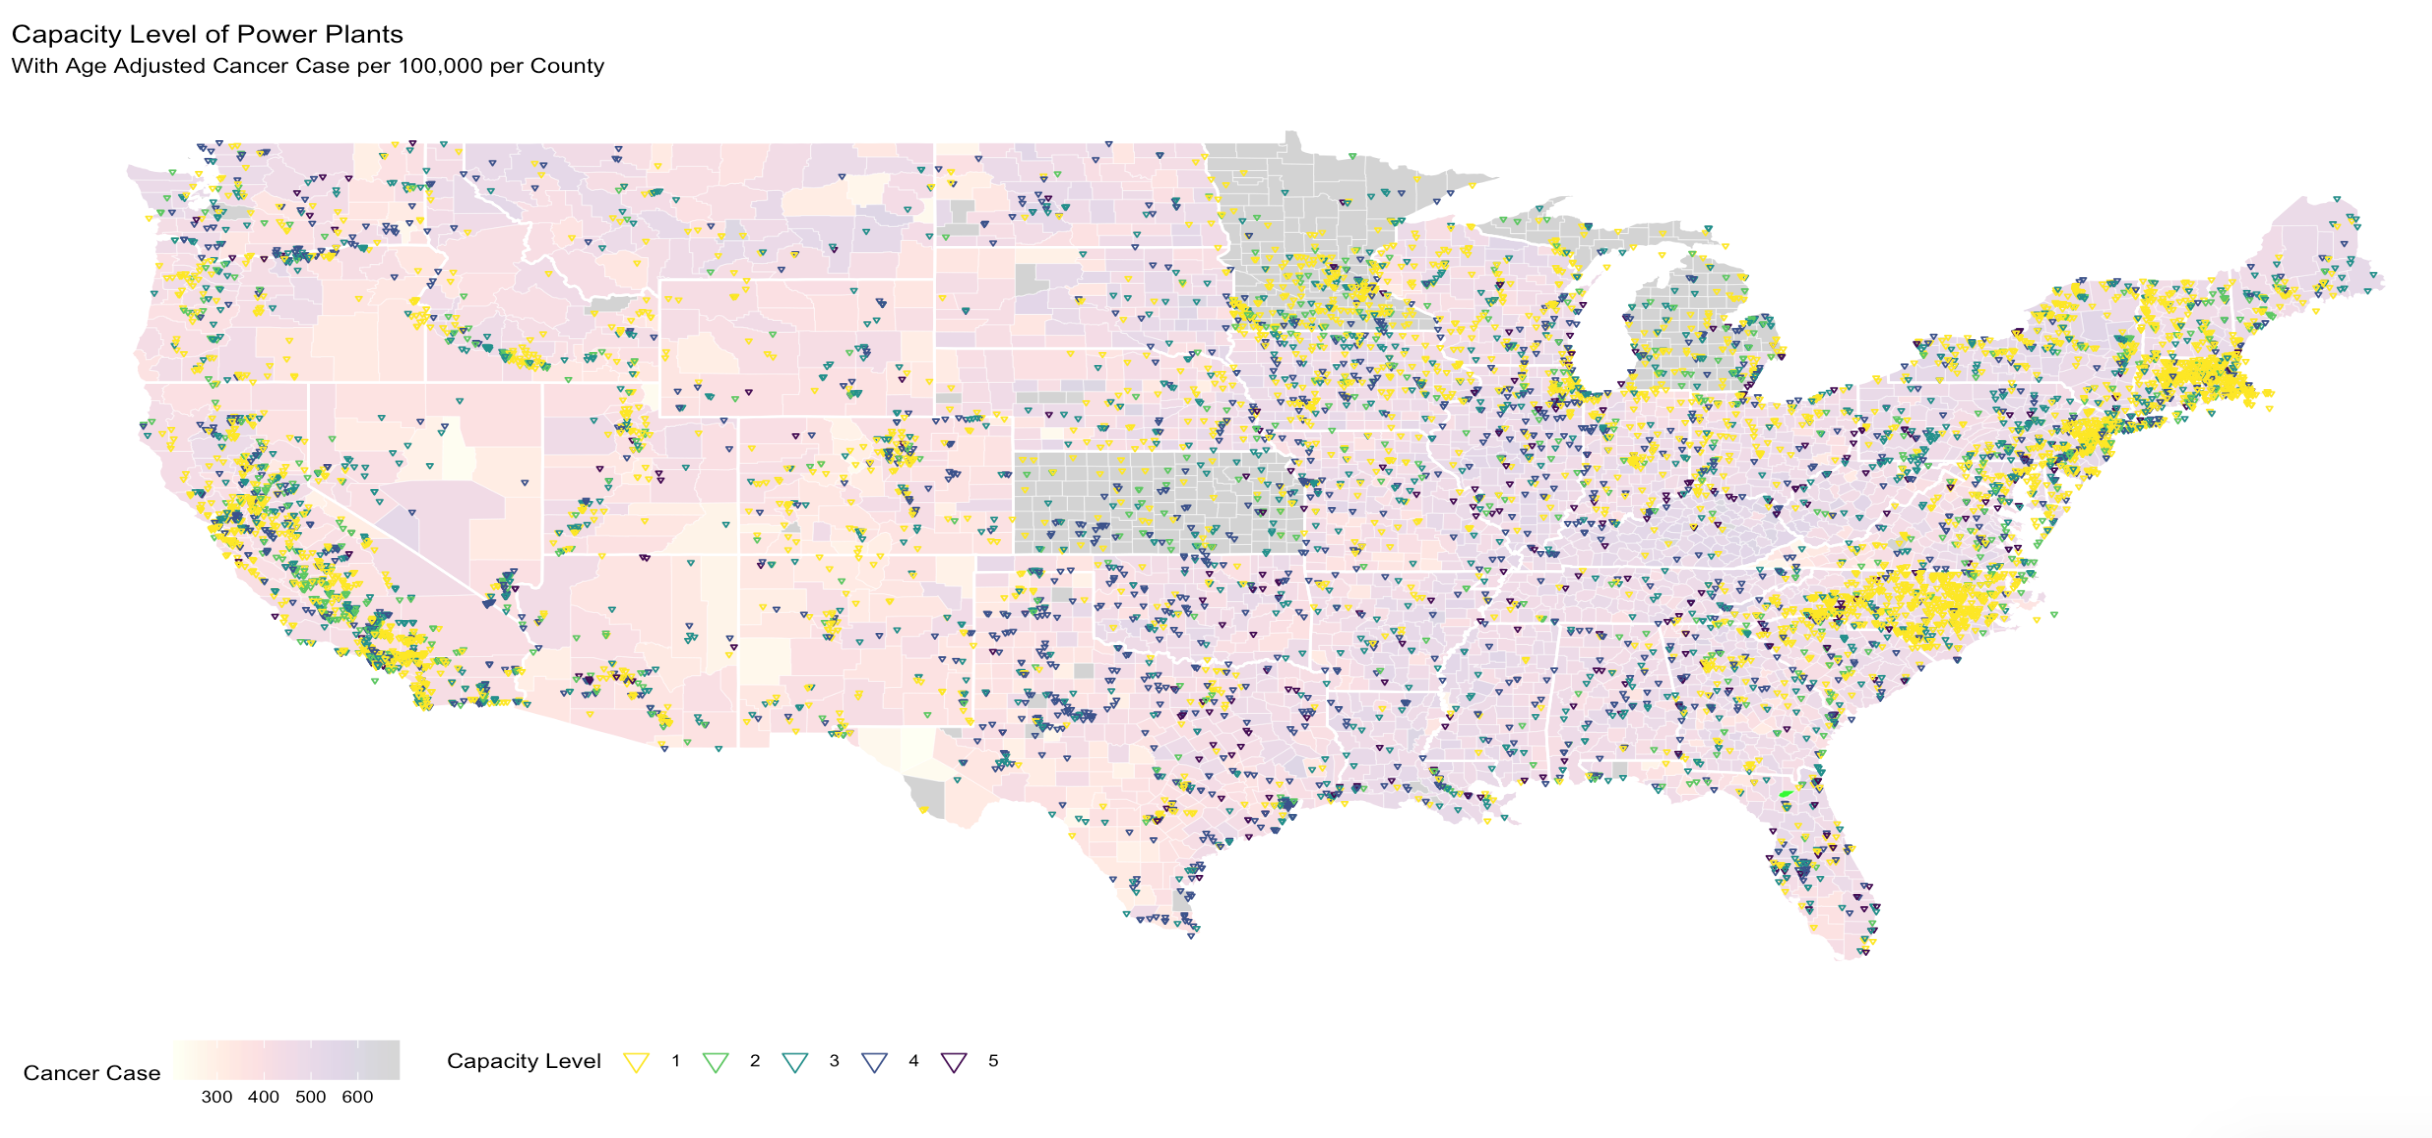 Capacity Level of Power Plants
With Age Adjusted Cancer Case per 100,000 per County
Cancer Case
300 400 500 600
Capacity Level 1 2 3 4 5